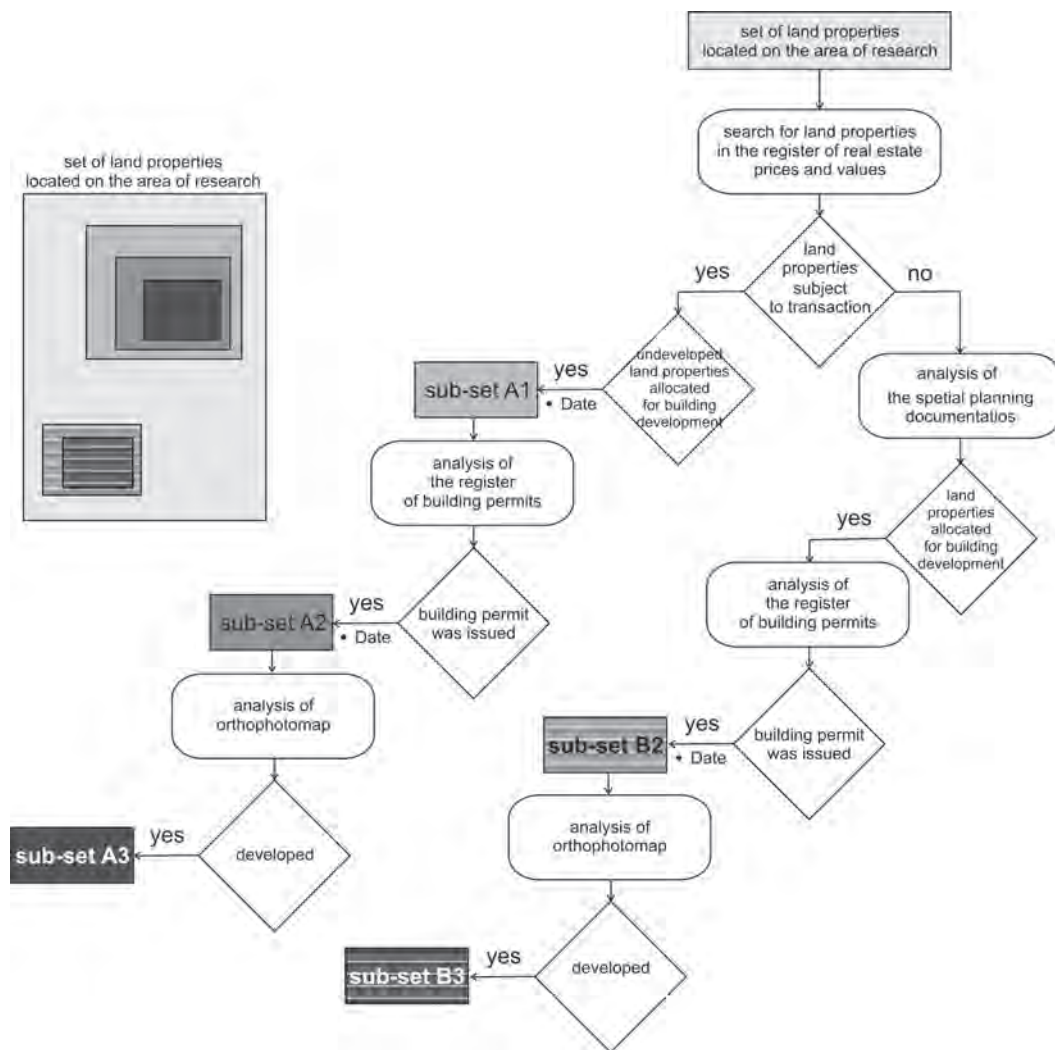 set of land properties
located on the area of research
search for land properties
in the register of real estate
prices and values
set of land properties
located on the area of research
land
properties
subject
to transaction
yes
no
undeveloped
land properties
allocated
for building
development
yes
• Date
sub-set A1
analysis of
the spetial planning
documentatios
analysis of
the register
of building permits
land
properties
allocated
for building
development
yes
building permit
was issued
yes
• Date
sub-set A2
analysis of
the register
of building permits
analysis of
orthophotomap
building permit
was issued
yes
• Date
sub-set B2
developed
yes
sub-set A3
analysis of
orthophotomap
developed
yes
sub-set B3